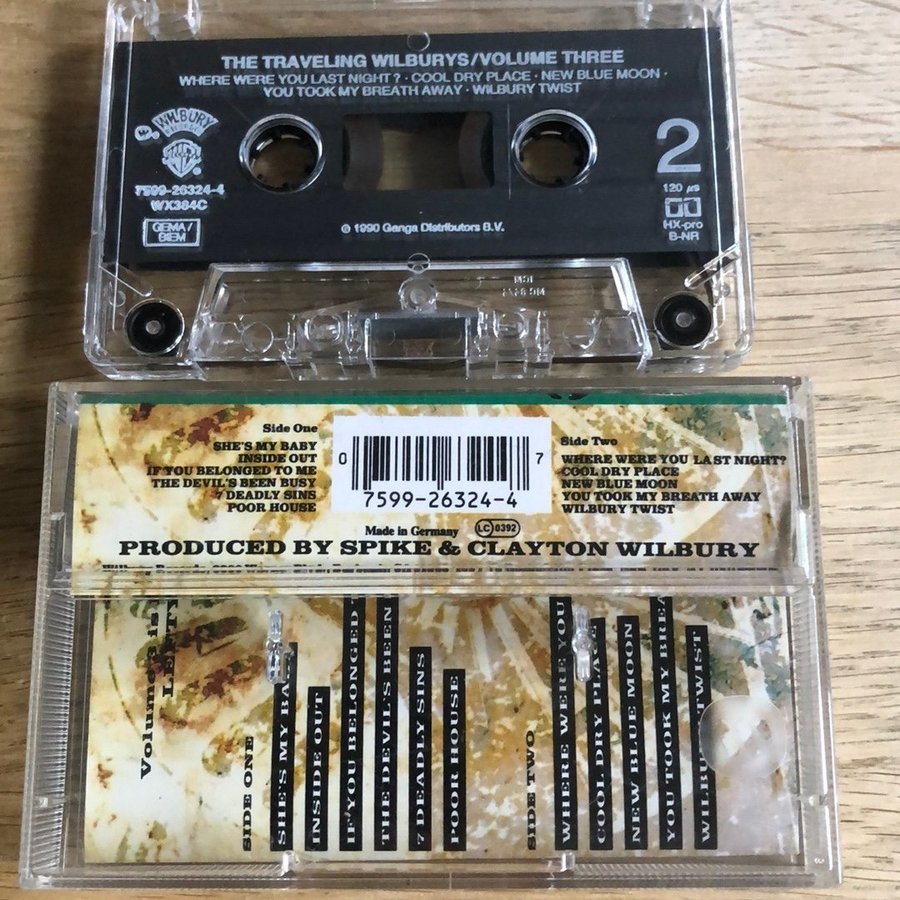 THE TRAVELING WILBURYS/VOLUME THREE
WHERE WERE YOU LAST NIGHT? · COOL DRY PLACE · NEW BLUE MOON ·
YOU TOOK MY BREATH AWAY · WILBURY TWIST
WILBURY
7599-26324-4
WX384C
GEMA/
BIEM
2
120 µs
HX-pro
B-NR
© 1990 Ganga Distributors B.V.
Side One
SHE'S MY BABY
INSIDE OUT
IF YOU BELONGED TO ME
THE DEVIL'S BEEN BUSY
7 DEADLY SINS
POOR HOUSE
0
7599-26324-4
7
Side Two
WHERE WERE YOU LAST NIGHT?
COOL DRY PLACE
NEW BLUE MOON
YOU TOOK MY BREATH AWAY
WILBURY TWIST
Made in Germany
LC 0392
PRODUCED BY SPIKE & CLAYTON WILBURY
Volume 3 is
SIDE ONE
SHE'S MY BA
INSIDE OUT
IF YOU BELONGED
THE DEVIL'S BEEN
7 DEADLY SINS
POOR HOUSE
SIDE TWO
WHERE WERE YOU
COOL DRY PLACE
NEW BLUE MOON
YOU TOOK MY BREA
WILBURY TWIST